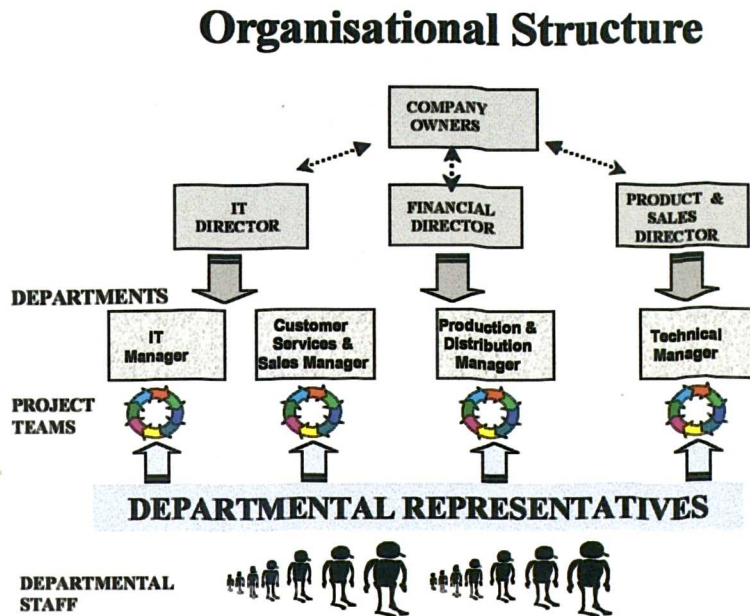 Organisational Structure
COMPANY
OWNERS
IT
DIRECTOR
FINANCIAL
DIRECTOR
PRODUCT &
SALES
DIRECTOR
DEPARTMENTS
IT
Manager
Customer
Services &
Sales Manager
Production &
Distribution
Manager
Technical
Manager
PROJECT
TEAMS
DEPARTMENTAL REPRESENTATIVES
DEPARTMENTAL
STAFF